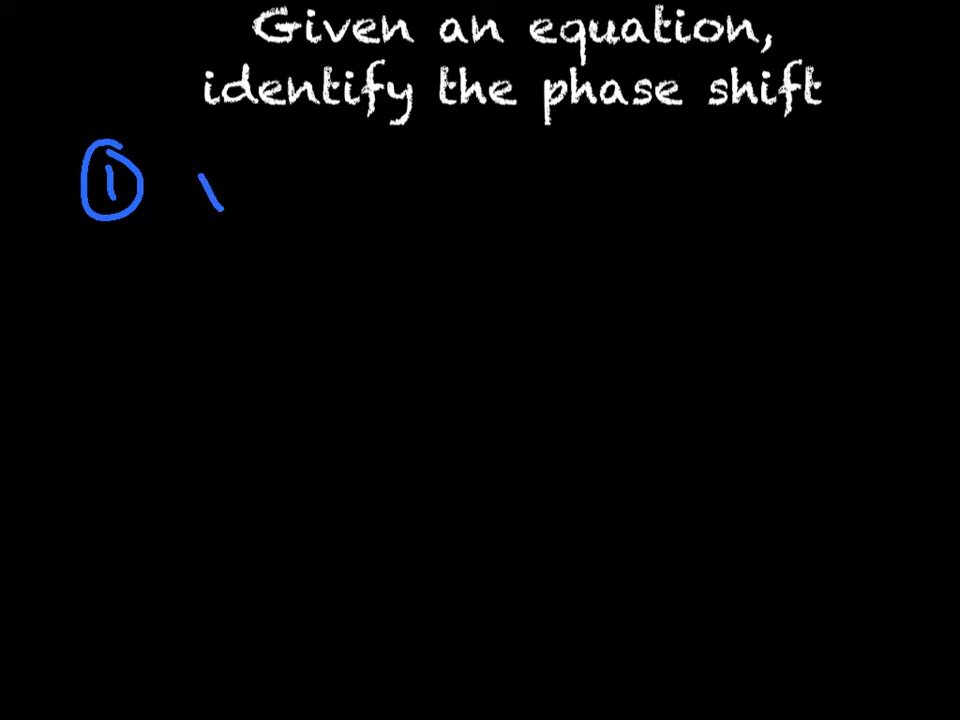 Given an equation,
identify the phase shift
①